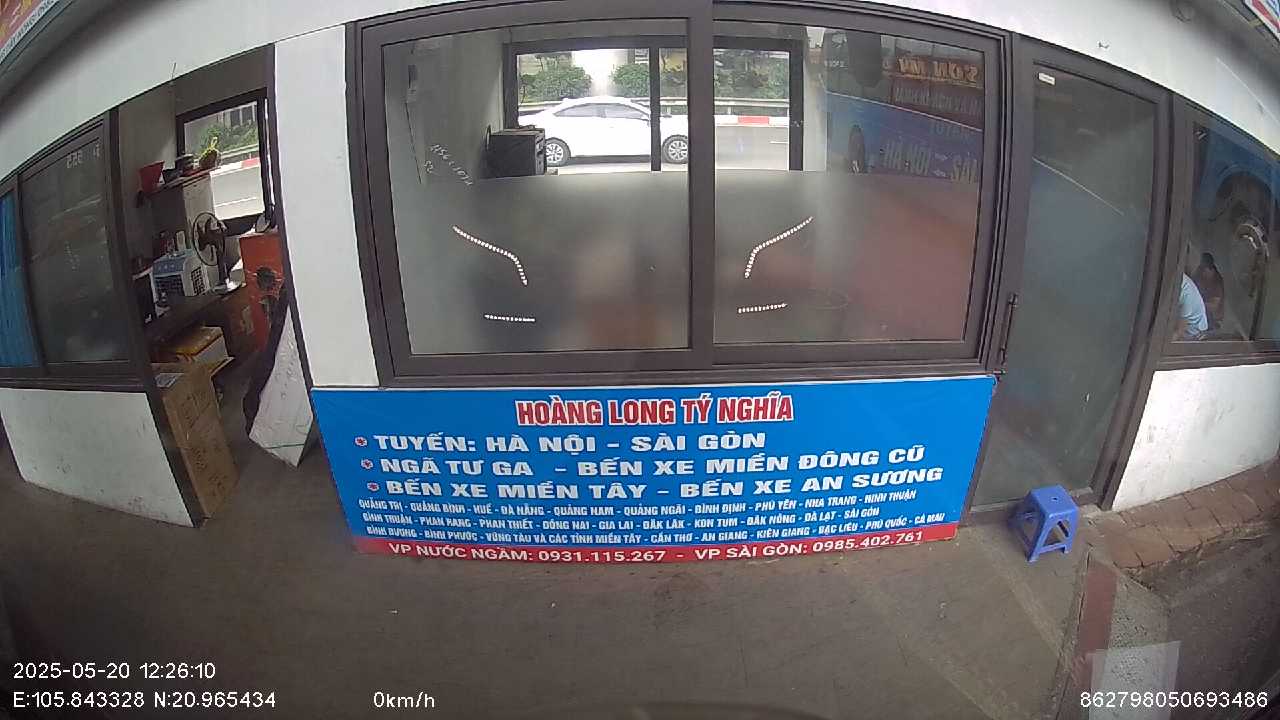 HOÀNG LONG TÝ NGHĨA
TUYẾN: HÀ NỘI - SÀI GÒN
NGÃ TƯ GA - BẾN XE MIỀN ĐÔNG CŨ
BẾN XE MIỀN TÂY - BẾN XE AN SƯƠNG
QUẢNG TRỊ - QUẢNG BÌNH - HUẾ - ĐÀ NẴNG - QUẢNG NAM - QUẢNG NGÃI - BÌNH ĐỊNH - PHÚ YÊN - NHA TRANG - NINH THUẬN
BÌNH THUẬN - PHAN RANG - PHAN THIẾT - ĐỒNG NAI - GIA LAI - ĐĂK LĂK - KON TUM - ĐĂK NÔNG - ĐÀ LẠT - SÀI GÒN
BÌNH DƯƠNG - BÌNH PHƯỚC - VŨNG TÀU VÀ CÁC TỈNH MIỀN TÂY - CẦN THƠ - AN GIANG - KIÊN GIANG - BẠC LIÊU - PHÚ QUỐC - CÀ MAU
VP NƯỚC NGẦM: 0931.115.267 - VP SÀI GÒN: 0985.402.761
2025-05-20 12:26:10
E:105.843328 N:20.965434
0km/h
862798050693486